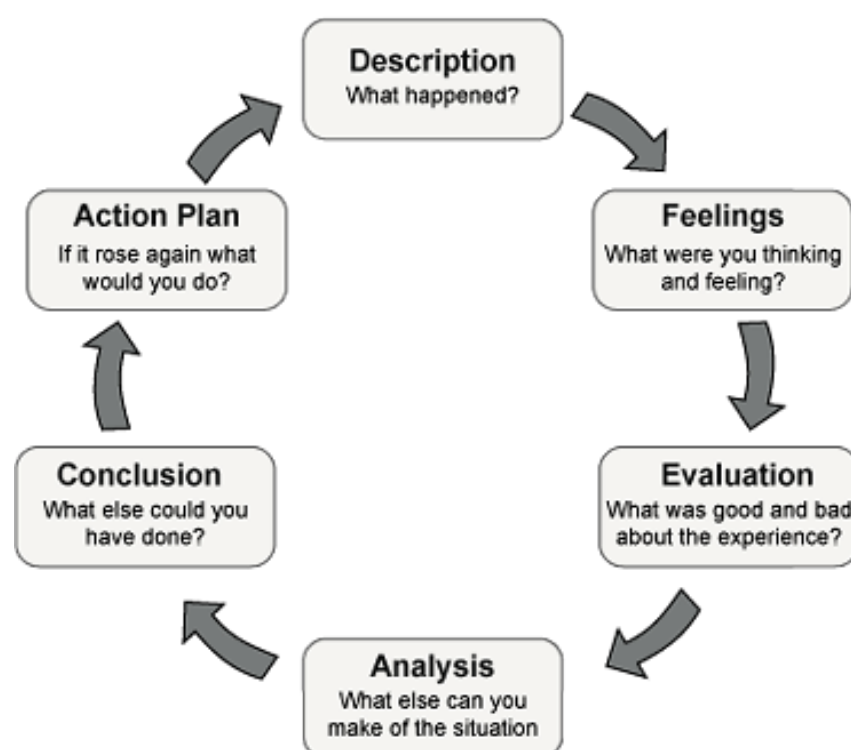 Description
What happened?
Feelings
What were you thinking
and feeling?
Evaluation
What was good and bad
about the experience?
Analysis
What else can you
make of the situation
Conclusion
What else could you
have done?
Action Plan
If it rose again what
would you do?